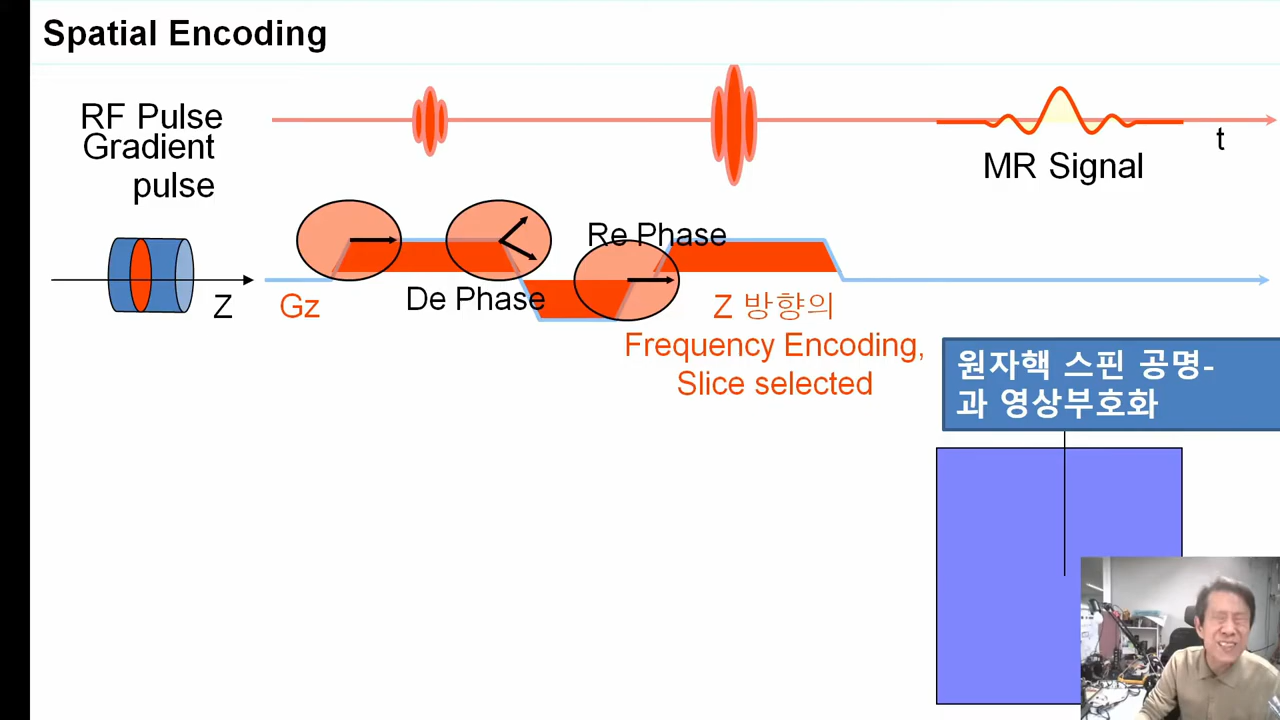 Spatial Encoding
RF Pulse
Gradient
pulse
t
MR Signal
Re Phase
De Phase
Z
Gz
Z 방향의
Frequency Encoding,
Slice selected
원자핵 스핀 공명-
과 영상부호화